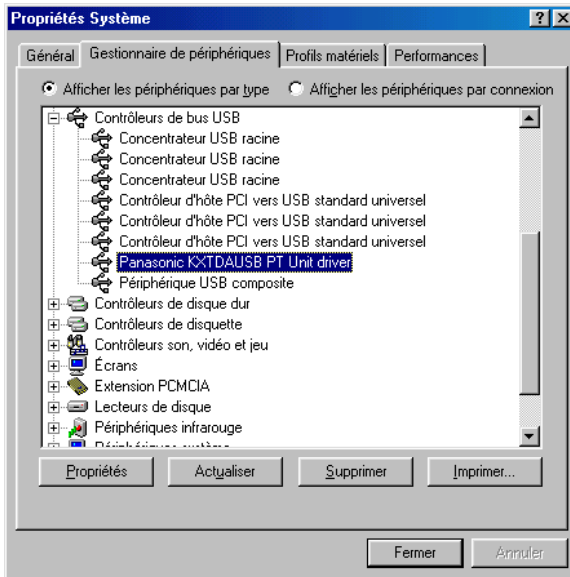 Propriétés Système
Général Gestionnaire de périphériques Profils matériels Performances
Afficher les périphériques par type Afficher les périphériques par connexion
Contrôleurs de bus USB
Concentrateur USB racine
Concentrateur USB racine
Concentrateur USB racine
Contrôleur d'hôte PCI vers USB standard universel
Contrôleur d'hôte PCI vers USB standard universel
Contrôleur d'hôte PCI vers USB standard universel
Panasonic KXTDAUSB PT Unit driver
Périphérique USB composite
Contrôleurs de disque dur
Contrôleurs de disquette
Contrôleurs son, vidéo et jeu
Écrans
Extension PCMCIA
Lecteurs de disque
Périphériques infrarouge
Périphériques système
Propriétés Actualiser Supprimer Imprimer...
Fermer Annuler